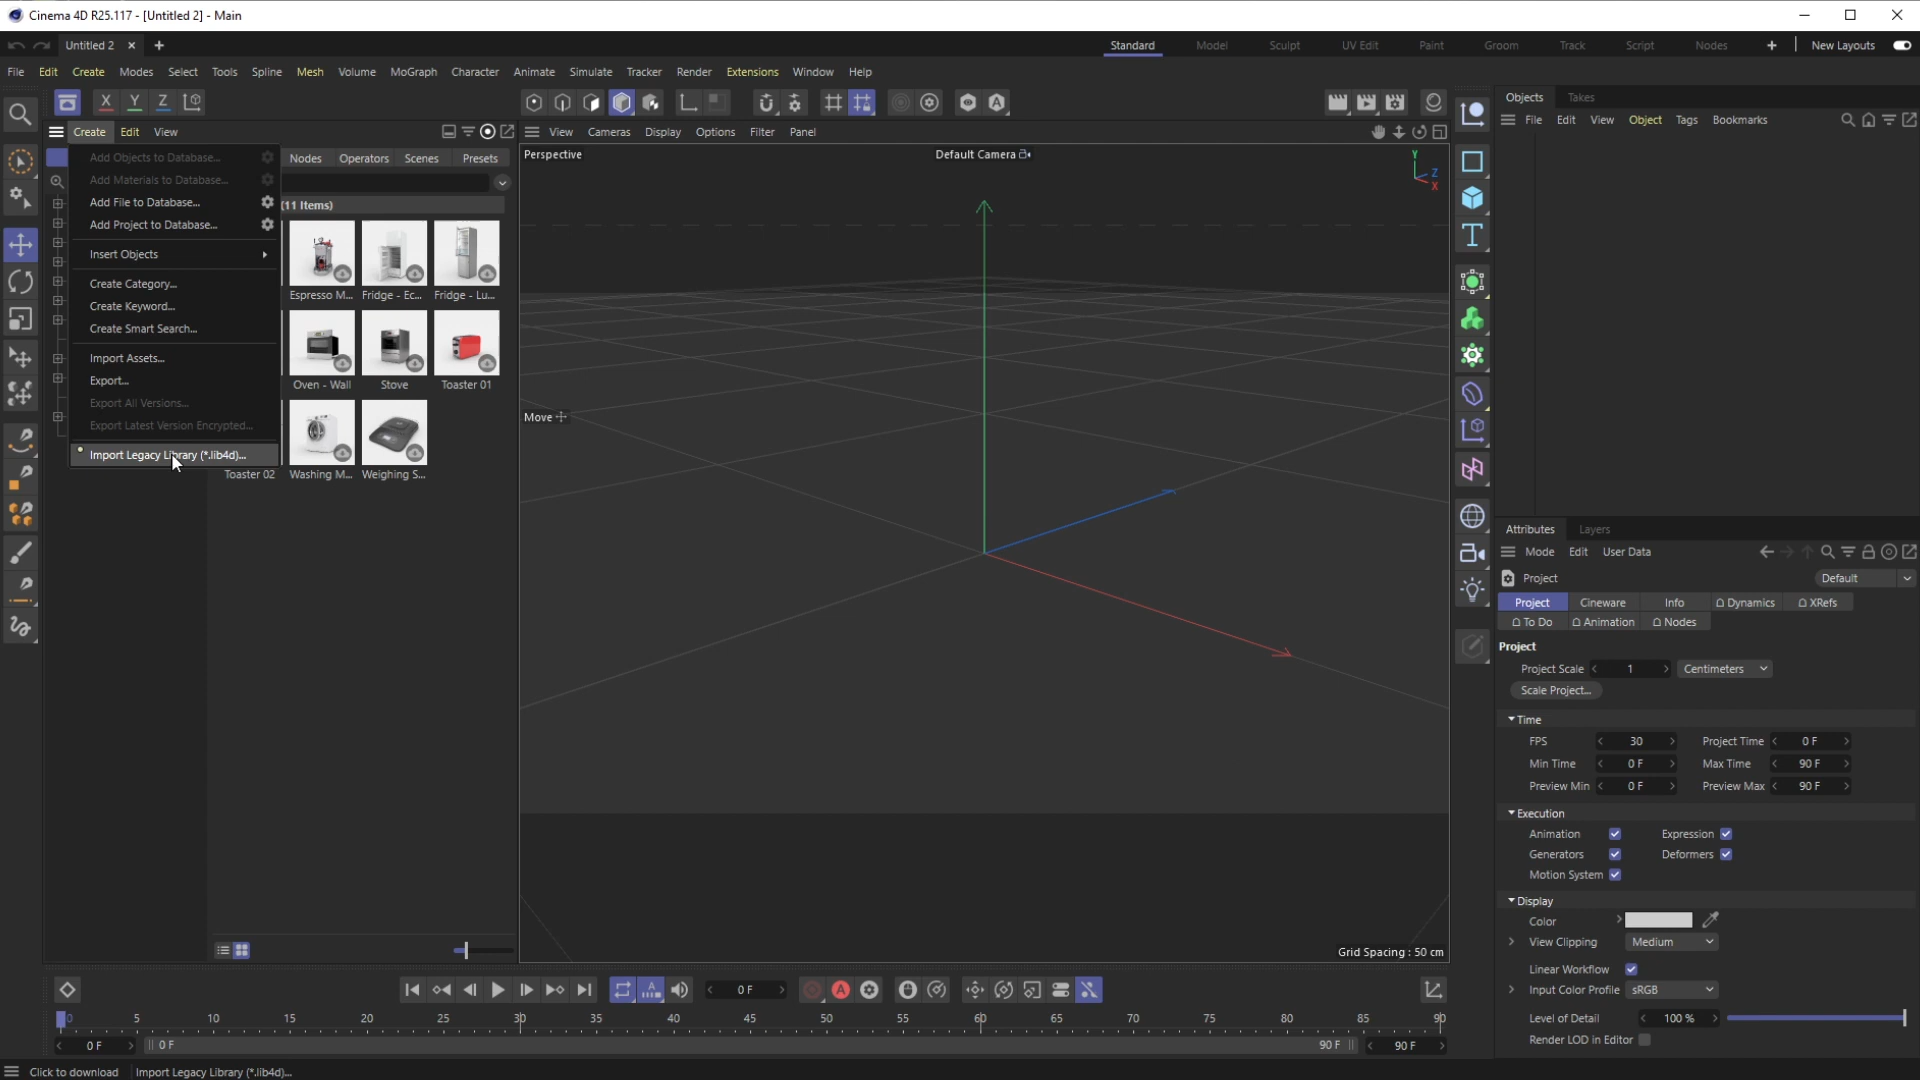 Cinema 4D R25.117 - [Untitled 2] - Main
Untitled 2
Standard Model Sculpt UV Edit Paint Groom Track Script Nodes New Layouts
File Edit Create Modes Select Tools Spline Mesh Volume MoGraph Character Animate Simulate Tracker Render Extensions Window Help
X Y Z
Objects Takes
Create Edit View
View Cameras Display Options Filter Panel
File Edit View Object Tags Bookmarks
Nodes Operators Scenes Presets
Add Objects to Database...
Add Materials to Database...
Add File to Database...
Add Project to Database...
Insert Objects
Create Category...
Create Keyword...
Create Smart Search...
Import Assets...
Export...
Export All Versions...
Export Latest Version Encrypted...
Import Legacy Library (*.lib4d)...
(11 Items)
Espresso M... Fridge - Ec... Fridge - Lu...
Oven - Wall Stove Toaster 01
Toaster 02 Washing M... Weighing S...
Perspective
Default Camera
Y
Z
X
Move
Grid Spacing : 50 cm
Attributes Layers
Mode Edit User Data
Project
Default
Project Cineware Info Dynamics XRefs
To Do Animation Nodes
Project
Project Scale 1 Centimeters
Scale Project...
Time
FPS 30 Project Time 0 F
Min Time 0 F Max Time 90 F
Preview Min 0 F Preview Max 90 F
Execution
Animation Expression
Generators Deformers
Motion System
Display
Color
View Clipping Medium
Linear Workflow
Input Color Profile sRGB
Level of Detail 100 %
Render LOD in Editor
0 F
0 5 10 15 20 25 30 35 40 45 50 55 60 65 70 75 80 85 90
0 F 0 F 90 F 90 F
Click to download Import Legacy Library (*.lib4d)...